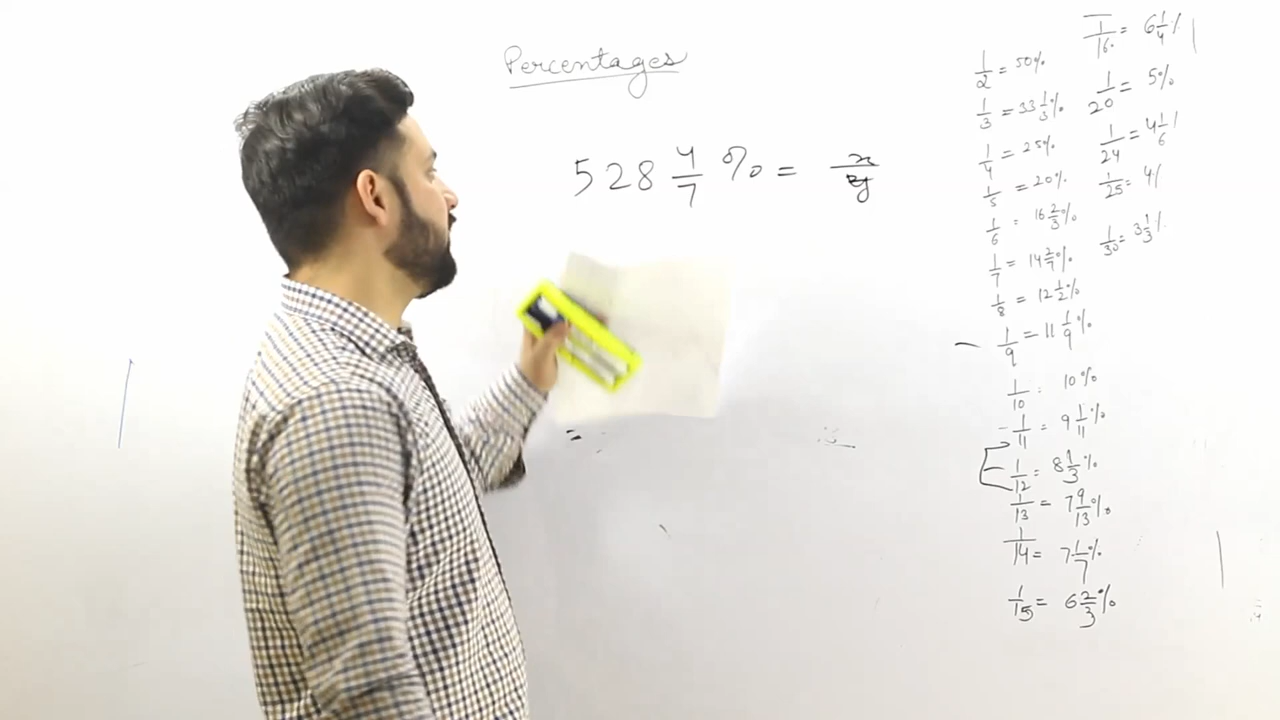 Percentages
528 4/7 % = x/y
1/2 = 50%
1/3 = 33 1/3 %
1/4 = 25%
1/5 = 20%
1/6 = 16 2/3 %
1/7 = 14 2/7 %
1/8 = 12 1/2 %
1/9 = 11 1/9 %
1/10 = 10%
1/11 = 9 1/11 %
1/12 = 8 1/3 %
1/13 = 7 9/13 %
1/14 = 7 1/7 %
1/15 = 6 2/3 %
1/16 = 6 1/4 %
1/20 = 5%
1/24 = 4 1/6
1/25 = 4/
1/30 = 3 1/3 %